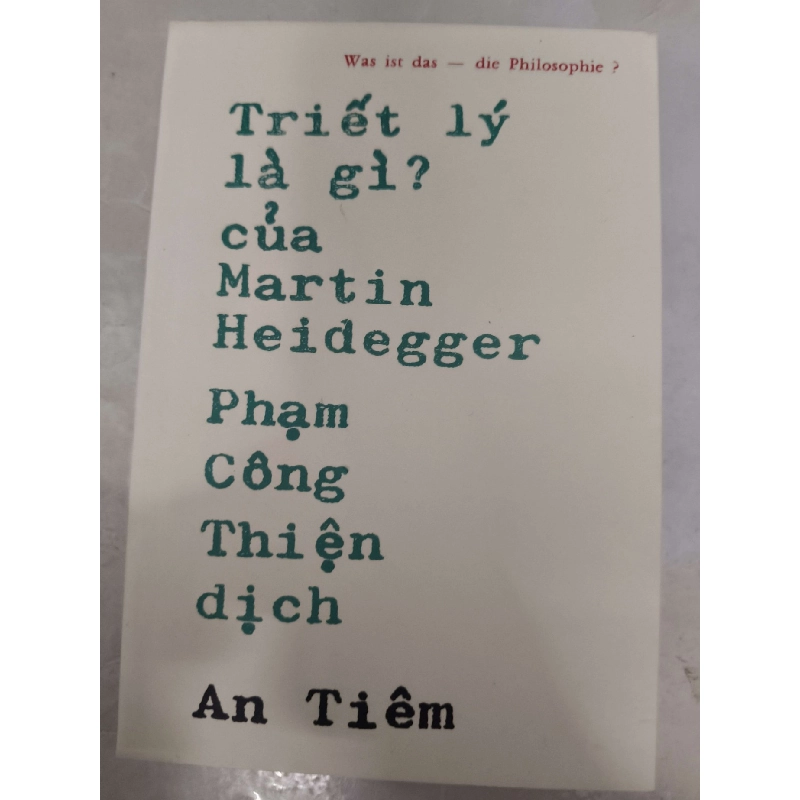 Was ist das — die Philosophie ?
Triết lý
là gì?
của
Martin
Heidegger
Phạm
Công
Thiện
dịch
An Tiêm